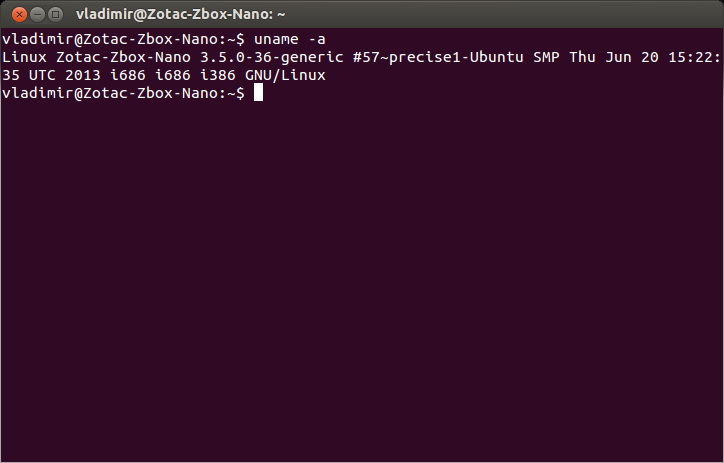 vladimir@Zotac-Zbox-Nano: ~
vladimir@Zotac-Zbox-Nano:~$ uname -a
Linux Zotac-Zbox-Nano 3.5.0-36-generic #57~precise1-Ubuntu SMP Thu Jun 20 15:22:
35 UTC 2013 i686 i686 i386 GNU/Linux
vladimir@Zotac-Zbox-Nano:~$